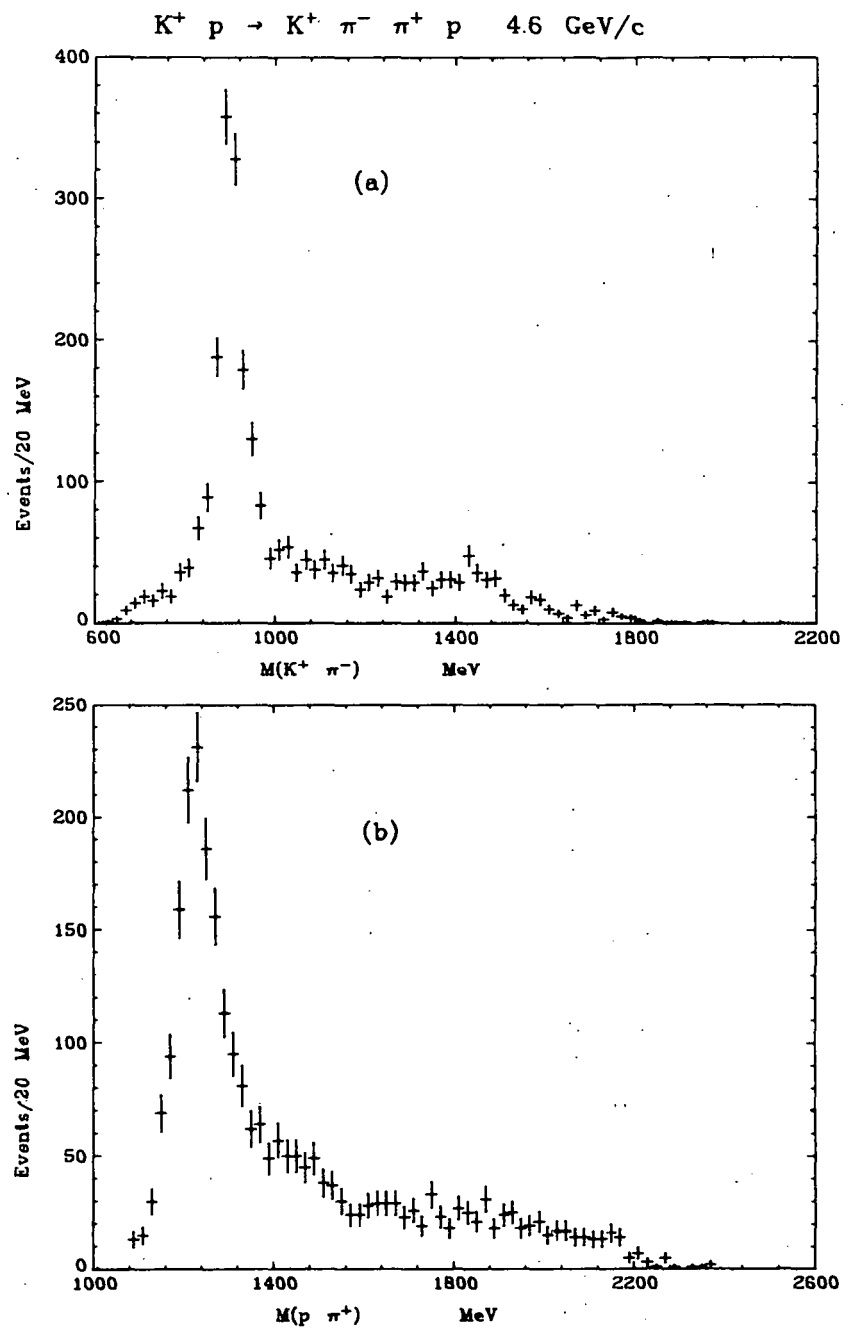 K⁺ p → K⁺ π⁻ π⁺ p 4.6 GeV/c
400
300
200
100
0
Events/20 MeV
(a)
600 1000 1400 1800 2200
M(K⁺ π⁻) MeV
250
200
150
100
50
0
Events/20 MeV
(b)
1000 1400 1800 2200 2600
M(p π⁺) MeV